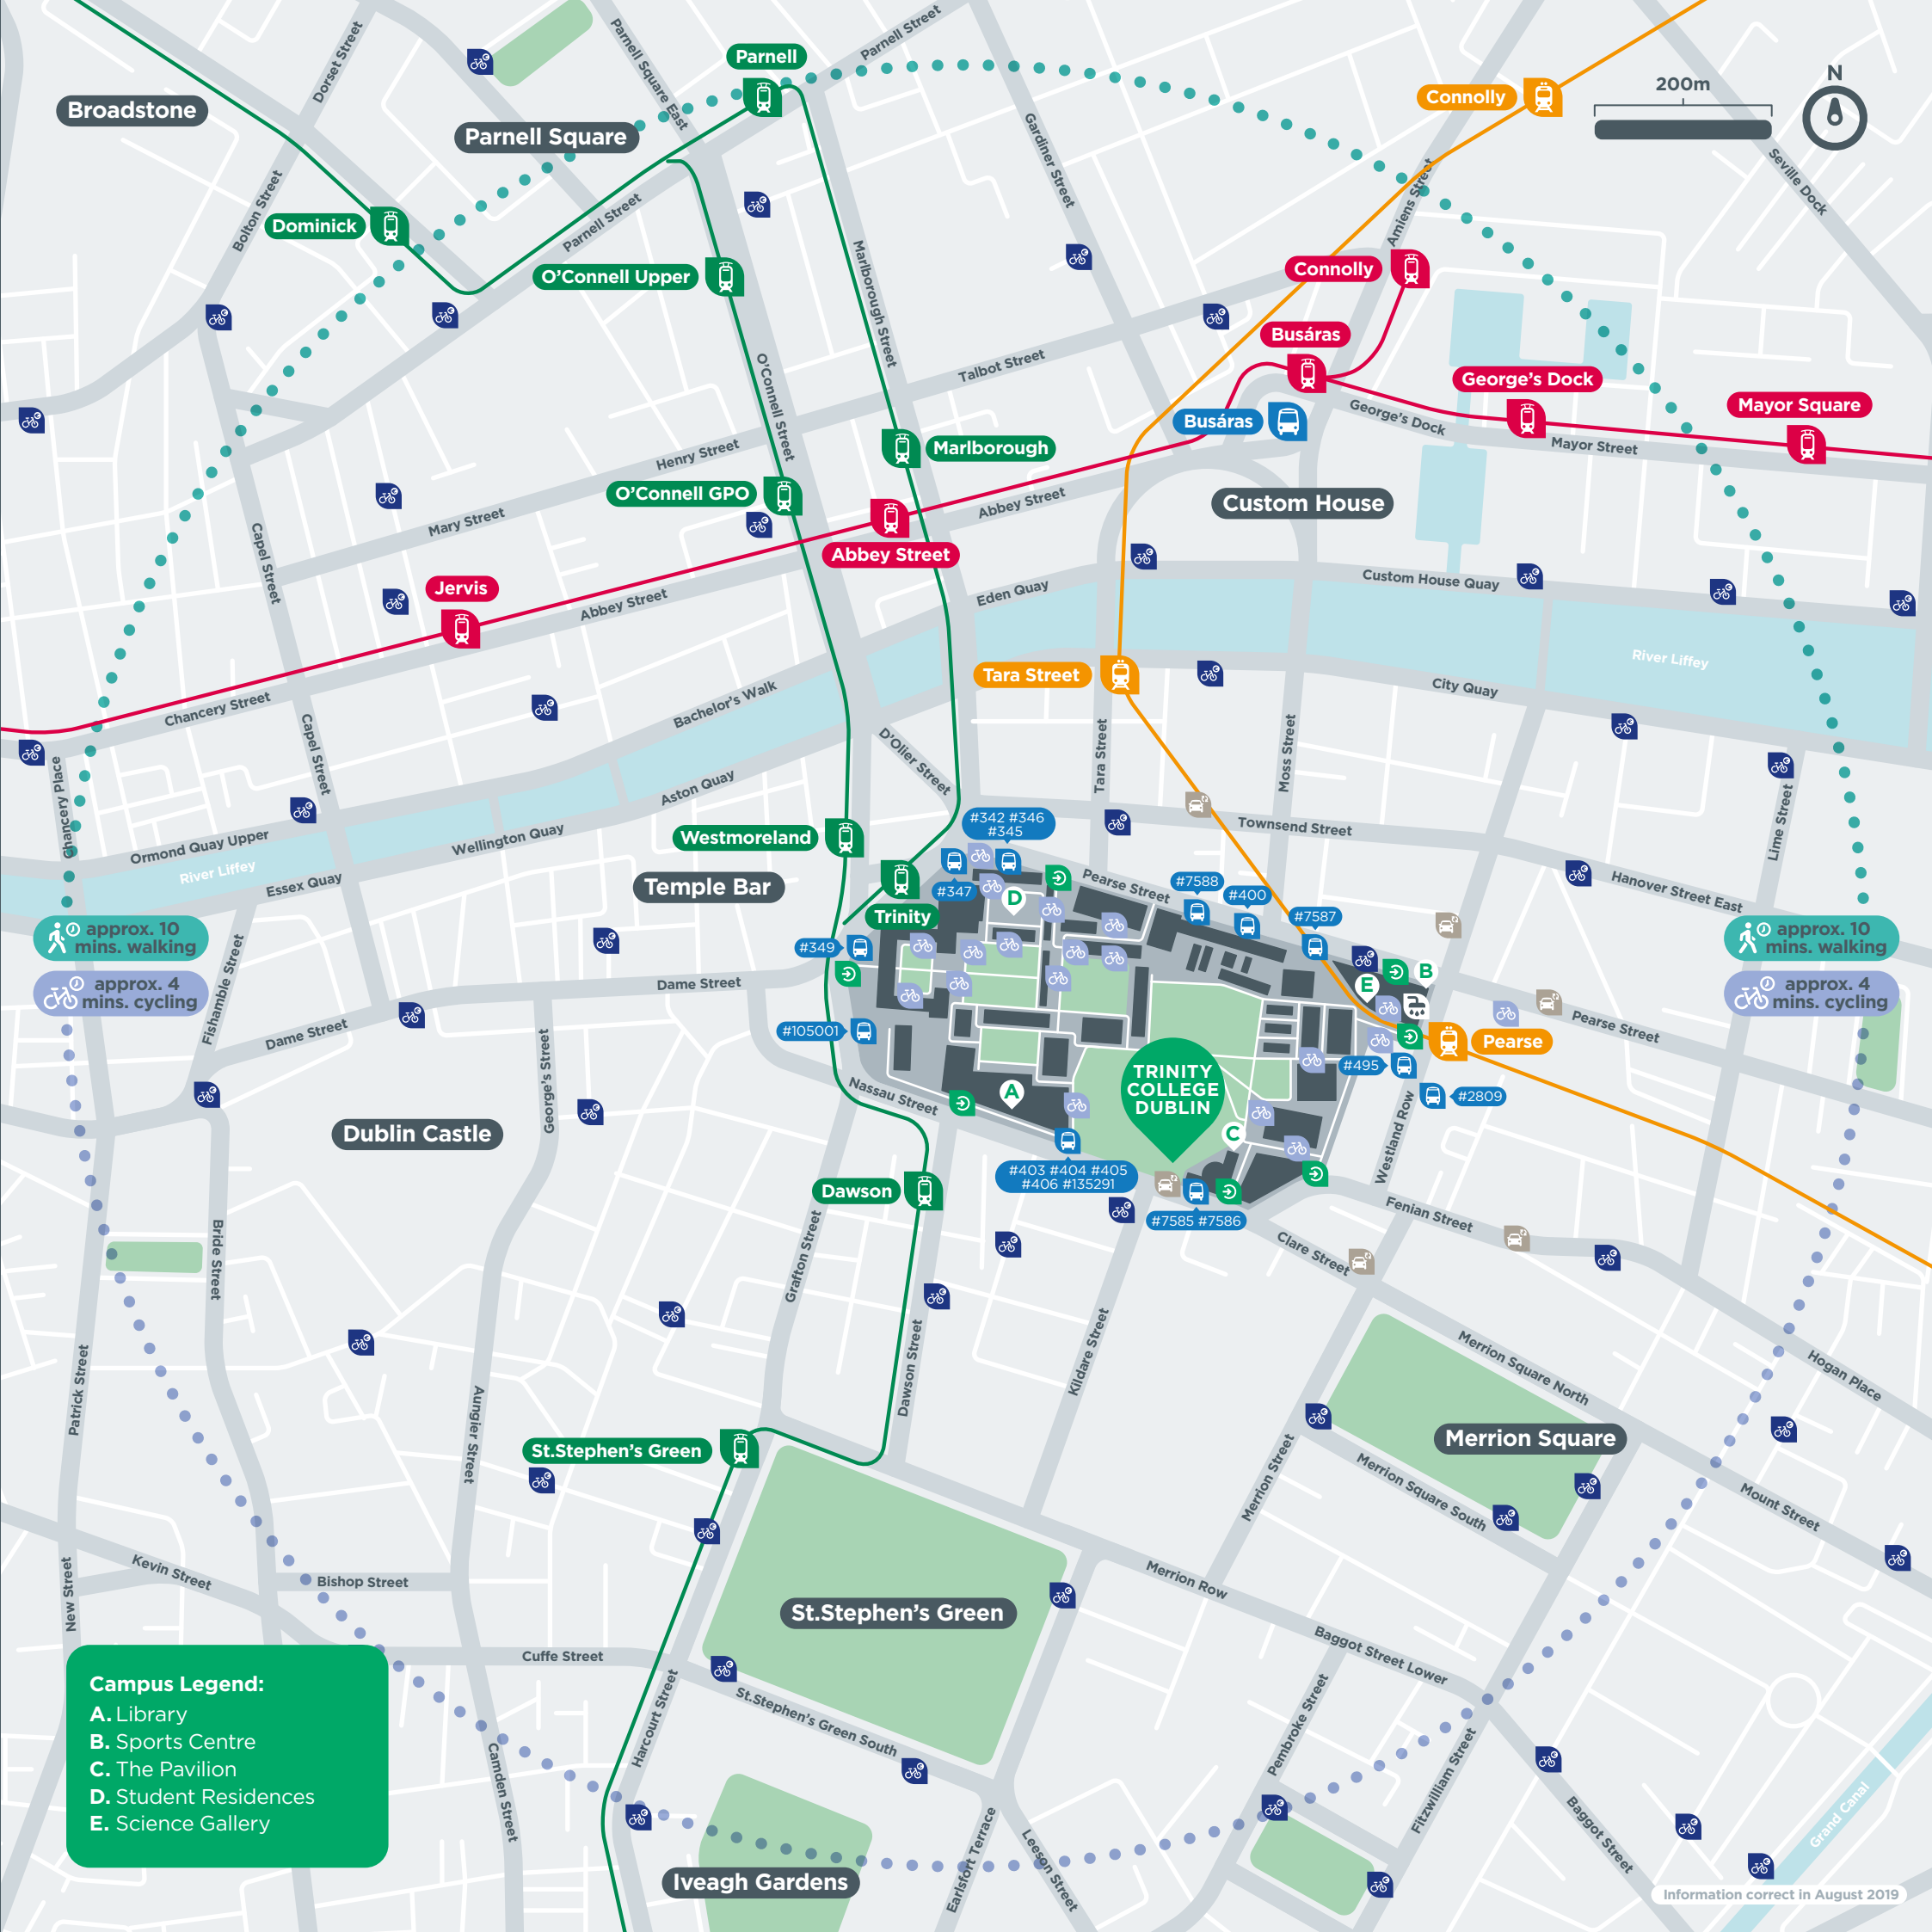 Parnell
Parnell Street
Dorset Street
Parnell Square East
Broadstone
Parnell Square
Connolly
200m
N
Gardiner Street
Seville Dock
Bolton Street
Dominick
Parnell Street
O'Connell Upper
Marlborough Street
Amiens Street
Connolly
Busáras
Talbot Street
George's Dock
Mayor Square
O'Connell Street
Busáras
George's Dock
Mayor Street
Henry Street
Marlborough
O'Connell GPO
Custom House
Abbey Street
Mary Street
Capel Street
Abbey Street
Jervis
Abbey Street
Eden Quay
Custom House Quay
River Liffey
Tara Street
City Quay
Chancery Street
Bachelor's Walk
Capel Street
D'Olier Street
Tara Street
Moss Street
Chancery Place
Aston Quay
Lime Street
Ormond Quay Upper
Wellington Quay
Westmoreland
#342 #346
#345
Townsend Street
River Liffey
Essex Quay
Temple Bar
#347
D
Pearse Street
#7588
#400
Hanover Street East
Trinity
#7587
approx. 10
mins. walking
approx. 10
mins. walking
#349
B
E
approx. 4
mins. cycling
approx. 4
mins. cycling
Fishamble Street
Dame Street
Dame Street
#105001
Pearse Street
Pearse
George's Street
#495
TRINITY
COLLEGE
DUBLIN
A
Nassau Street
#2809
Dublin Castle
C
Westland Row
#403 #404 #405
#406 #135291
Dawson
#7585 #7586
Fenian Street
Bride Street
Grafton Street
Clare Street
Patrick Street
Dawson Street
Kildare Street
Merrion Square North
Hogan Place
Aungier Street
St.Stephen's Green
Merrion Square
Merrion Street
Merrion Square South
Mount Street
Kevin Street
New Street
Bishop Street
Merrion Row
St.Stephen's Green
Cuffe Street
Baggot Street Lower
Harcourt Street
St.Stephen's Green South
Pembroke Street
Campus Legend:
A. Library
B. Sports Centre
C. The Pavilion
D. Student Residences
E. Science Gallery
Camden Street
Fitzwilliam Street
Baggot Street
Grand Canal
Earlsfort Terrace
Leeson Street
Iveagh Gardens
Information correct in August 2019